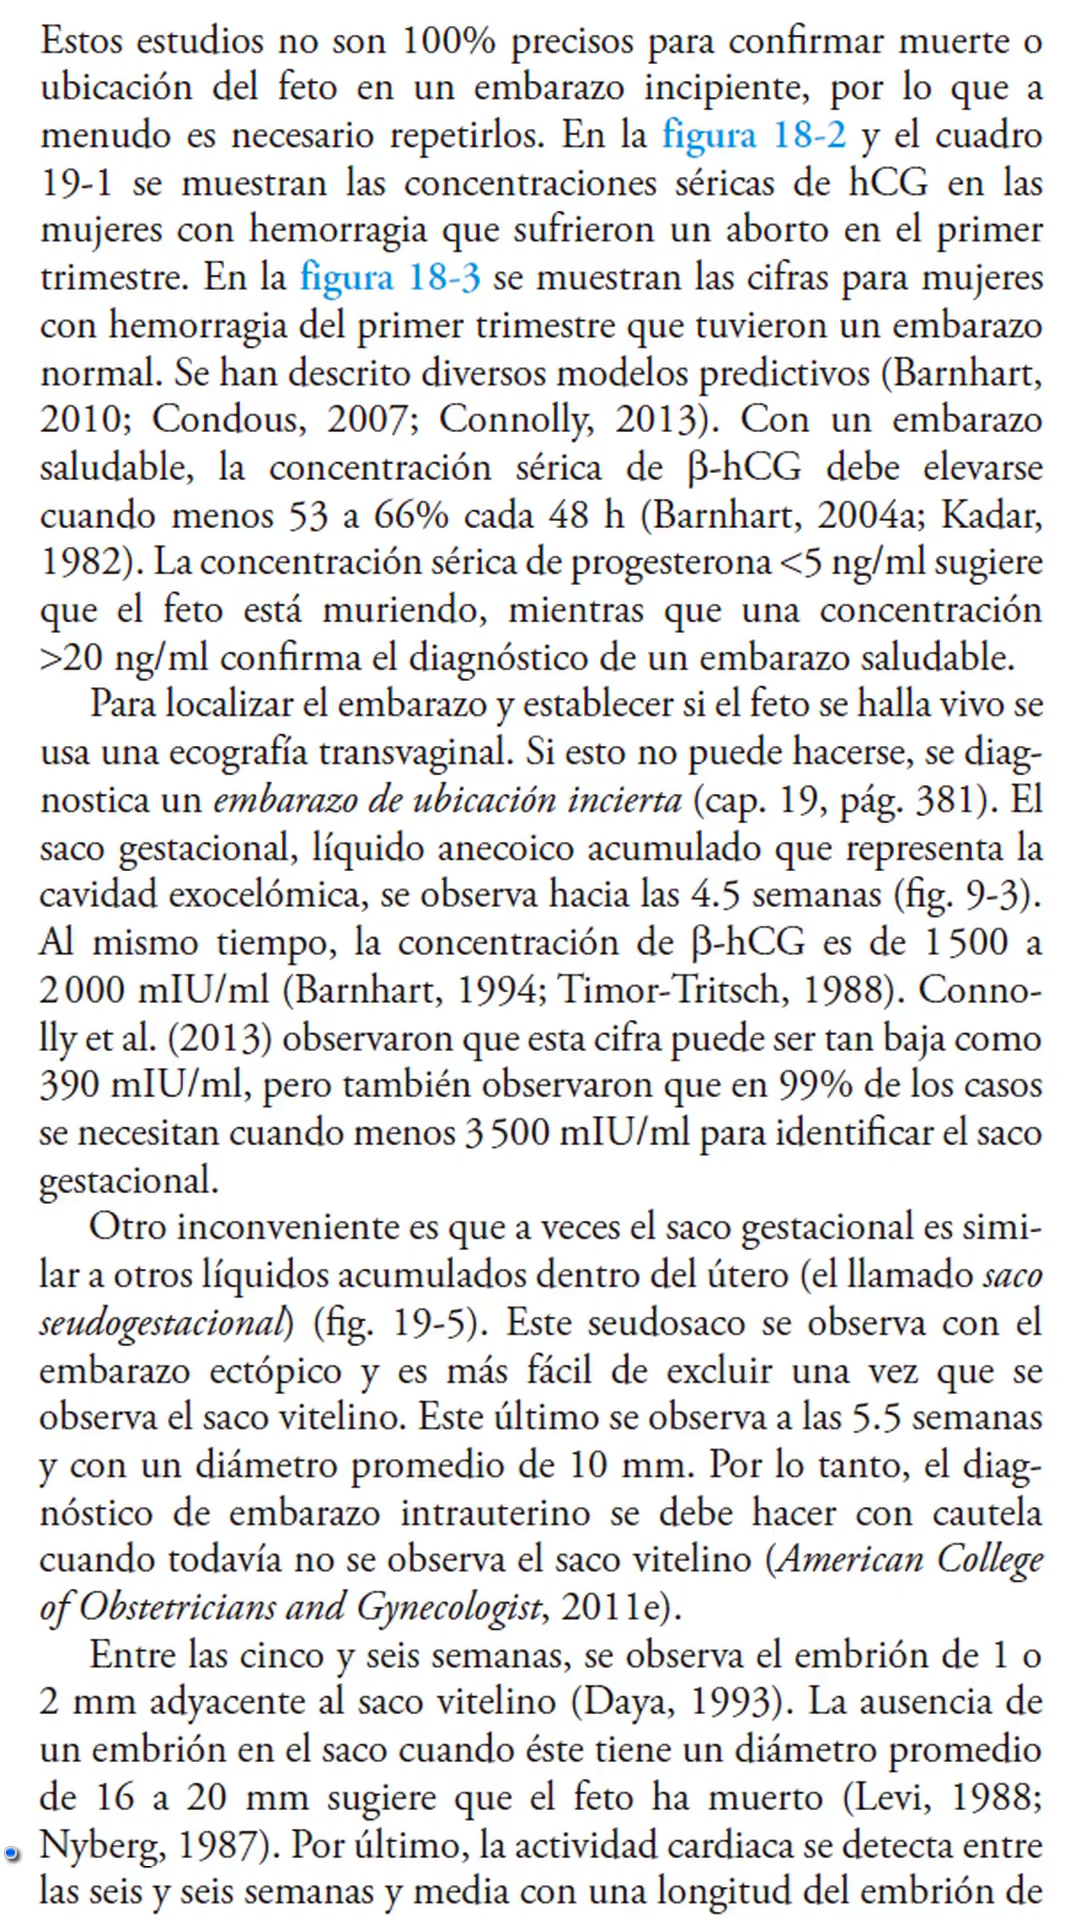 Estos estudios no son 100% precisos para confirmar muerte o
ubicación del feto en un embarazo incipiente, por lo que a
menudo es necesario repetirlos. En la figura 18-2 y el cuadro
19-1 se muestran las concentraciones séricas de hCG en las
mujeres con hemorragia que sufrieron un aborto en el primer
trimestre. En la figura 18-3 se muestran las cifras para mujeres
con hemorragia del primer trimestre que tuvieron un embarazo
normal. Se han descrito diversos modelos predictivos (Barnhart,
2010; Condous, 2007; Connolly, 2013). Con un embarazo
saludable, la concentración sérica de β-hCG debe elevarse
cuando menos 53 a 66% cada 48 h (Barnhart, 2004a; Kadar,
1982). La concentración sérica de progesterona <5 ng/ml sugiere
que el feto está muriendo, mientras que una concentración
>20 ng/ml confirma el diagnóstico de un embarazo saludable.
Para localizar el embarazo y establecer si el feto se halla vivo se
usa una ecografía transvaginal. Si esto no puede hacerse, se diag-
nostica un embarazo de ubicación incierta (cap. 19, pág. 381). El
saco gestacional, líquido anecoico acumulado que representa la
cavidad exocelómica, se observa hacia las 4.5 semanas (fig. 9-3).
Al mismo tiempo, la concentración de β-hCG es de 1 500 a
2 000 mIU/ml (Barnhart, 1994; Timor-Tritsch, 1988). Conno-
lly et al. (2013) observaron que esta cifra puede ser tan baja como
390 mIU/ml, pero también observaron que en 99% de los casos
se necesitan cuando menos 3 500 mIU/ml para identificar el saco
gestacional.
Otro inconveniente es que a veces el saco gestacional es simi-
lar a otros líquidos acumulados dentro del útero (el llamado saco
seudogestacional) (fig. 19-5). Este seudosaco se observa con el
embarazo ectópico y es más fácil de excluir una vez que se
observa el saco vitelino. Este último se observa a las 5.5 semanas
y con un diámetro promedio de 10 mm. Por lo tanto, el diag-
nóstico de embarazo intrauterino se debe hacer con cautela
cuando todavía no se observa el saco vitelino (American College
of Obstetricians and Gynecologist, 2011e).
Entre las cinco y seis semanas, se observa el embrión de 1 o
2 mm adyacente al saco vitelino (Daya, 1993). La ausencia de
un embrión en el saco cuando éste tiene un diámetro promedio
de 16 a 20 mm sugiere que el feto ha muerto (Levi, 1988;
Nyberg, 1987). Por último, la actividad cardiaca se detecta entre
las seis y seis semanas y media con una longitud del embrión de